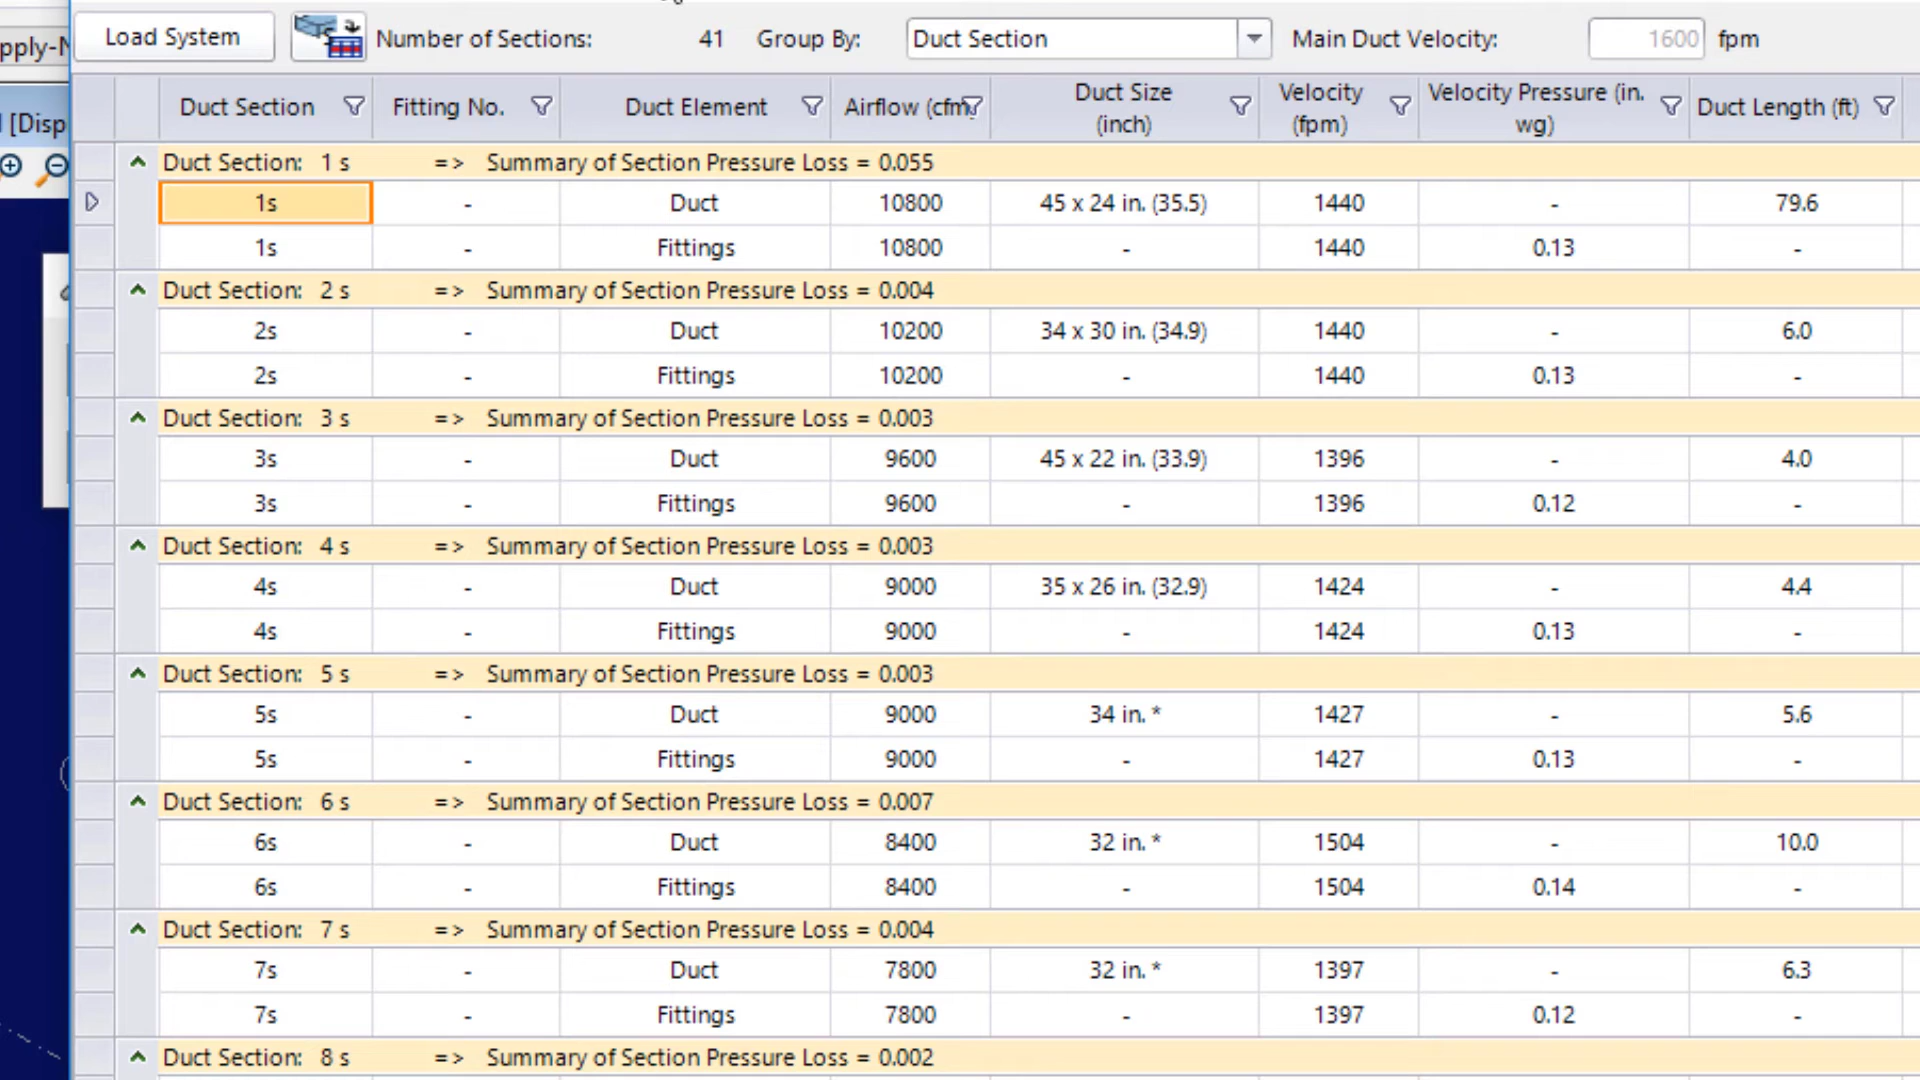 pply-N
Load System
Number of Sections: 41
Group By: Duct Section
Main Duct Velocity: 1600 fpm
[Disp
Duct Section Fitting No. Duct Element Airflow (cfm) Duct Size (inch) Velocity (fpm) Velocity Pressure (in. wg) Duct Length (ft)
Duct Section: 1 s => Summary of Section Pressure Loss = 0.055
1s - Duct 10800 45 x 24 in. (35.5) 1440 - 79.6
1s - Fittings 10800 - 1440 0.13 -
Duct Section: 2 s => Summary of Section Pressure Loss = 0.004
2s - Duct 10200 34 x 30 in. (34.9) 1440 - 6.0
2s - Fittings 10200 - 1440 0.13 -
Duct Section: 3 s => Summary of Section Pressure Loss = 0.003
3s - Duct 9600 45 x 22 in. (33.9) 1396 - 4.0
3s - Fittings 9600 - 1396 0.12 -
Duct Section: 4 s => Summary of Section Pressure Loss = 0.003
4s - Duct 9000 35 x 26 in. (32.9) 1424 - 4.4
4s - Fittings 9000 - 1424 0.13 -
Duct Section: 5 s => Summary of Section Pressure Loss = 0.003
5s - Duct 9000 34 in. * 1427 - 5.6
5s - Fittings 9000 - 1427 0.13 -
Duct Section: 6 s => Summary of Section Pressure Loss = 0.007
6s - Duct 8400 32 in. * 1504 - 10.0
6s - Fittings 8400 - 1504 0.14 -
Duct Section: 7 s => Summary of Section Pressure Loss = 0.004
7s - Duct 7800 32 in. * 1397 - 6.3
7s - Fittings 7800 - 1397 0.12 -
Duct Section: 8 s => Summary of Section Pressure Loss = 0.002